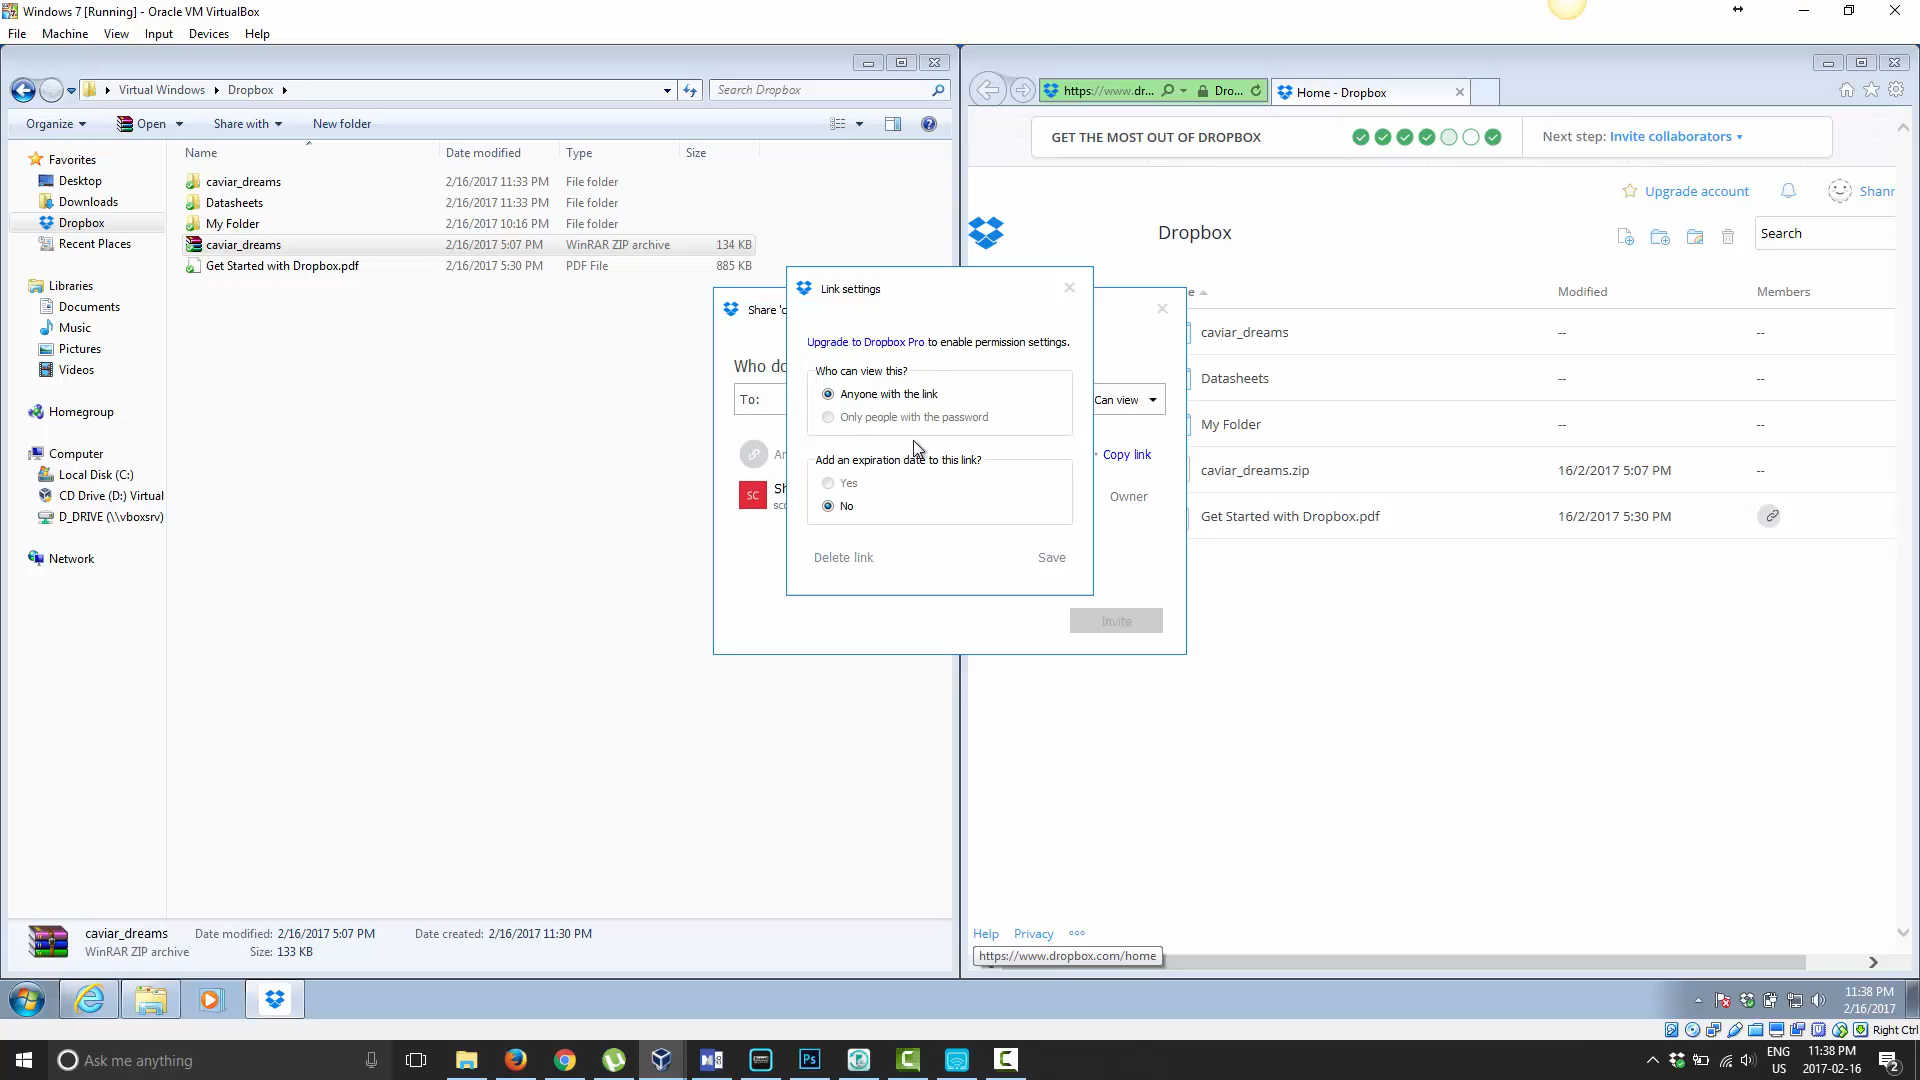 Windows 7 [Running] - Oracle VM VirtualBox
File Machine View Input Devices Help
Virtual Windows Dropbox
Search Dropbox
Organize Open Share with New folder
Name Date modified Type Size
Favorites
Desktop
Downloads
Dropbox
Recent Places
Libraries
Documents
Music
Pictures
Videos
Homegroup
Computer
Local Disk (C:)
CD Drive (D:) Virtual
D_DRIVE (\\vboxsrv)
Network
caviar_dreams 2/16/2017 11:33 PM File folder
Datasheets 2/16/2017 11:33 PM File folder
My Folder 2/16/2017 10:16 PM File folder
caviar_dreams 2/16/2017 5:07 PM WinRAR ZIP archive 134 KB
Get Started with Dropbox.pdf 2/16/2017 5:30 PM PDF File 885 KB
Share 'c
Who do
To:
Can view
Copy link
SC
Owner
Invite
Link settings
Upgrade to Dropbox Pro to enable permission settings.
Who can view this?
Anyone with the link
Only people with the password
Add an expiration date to this link?
Yes
No
Delete link Save
https://www.dr... Dro...
Home - Dropbox
GET THE MOST OUT OF DROPBOX
Next step: Invite collaborators
Upgrade account
Shanr
Dropbox
Search
Modified Members
caviar_dreams -- --
Datasheets -- --
My Folder -- --
caviar_dreams.zip 16/2/2017 5:07 PM --
Get Started with Dropbox.pdf 16/2/2017 5:30 PM
Help Privacy
https://www.dropbox.com/home
caviar_dreams Date modified: 2/16/2017 5:07 PM Date created: 2/16/2017 11:30 PM
WinRAR ZIP archive Size: 133 KB
11:38 PM
2/16/2017
Right Ctrl
Ask me anything
Ps
ENG
US
11:38 PM
2017-02-16
2